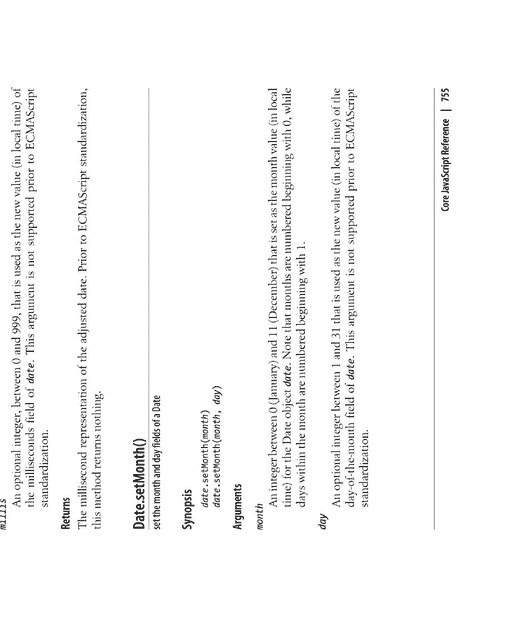 millis
An optional integer, between 0 and 999, that is used as the new value (in local time) of
the milliseconds field of date. This argument is not supported prior to ECMAScript
standardization.
Returns
The millisecond representation of the adjusted date. Prior to ECMAScript standardization,
this method returns nothing.
Date.setMonth()
set the month and day fields of a Date
Synopsis
date.setMonth(month)
date.setMonth(month, day)
Arguments
month
An integer between 0 (January) and 11 (December) that is set as the month value (in local
time) for the Date object date. Note that months are numbered beginning with 0, while
days within the month are numbered beginning with 1.
day
An optional integer between 1 and 31 that is used as the new value (in local time) of the
day-of-the-month field of date. This argument is not supported prior to ECMAScript
standardization.
Core JavaScript Reference | 755